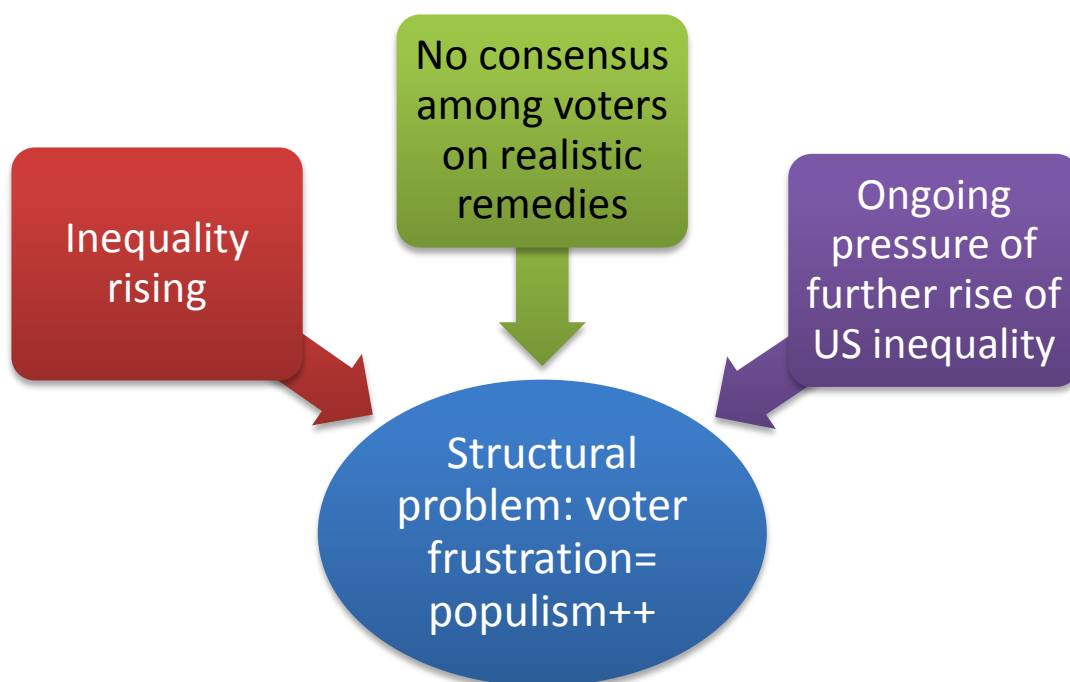 No consensus
among voters
on realistic
remedies
Inequality
rising
Ongoing
pressure of
further rise of
US inequality
Structural
problem: voter
frustration=
populism++